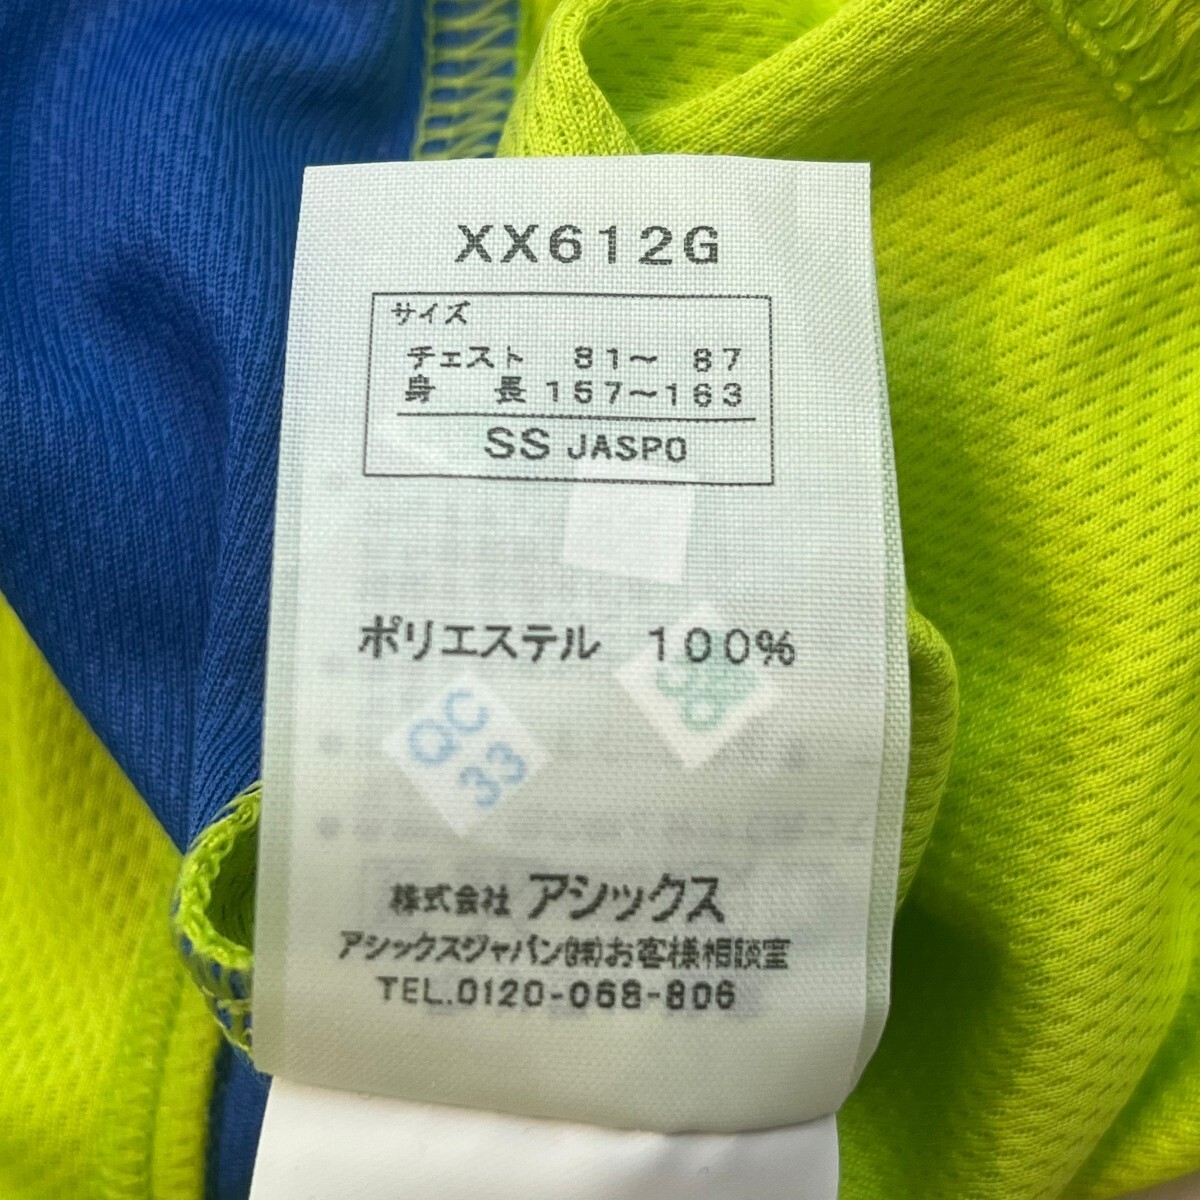 XX612G
サイズ
チェスト 81～ 87
身 長 157～163
SS JASPO
ポリエステル 100%
QC
33
株式会社 アシックス
アシックスジャパン㈱お客様相談室
TEL.0120-068-806